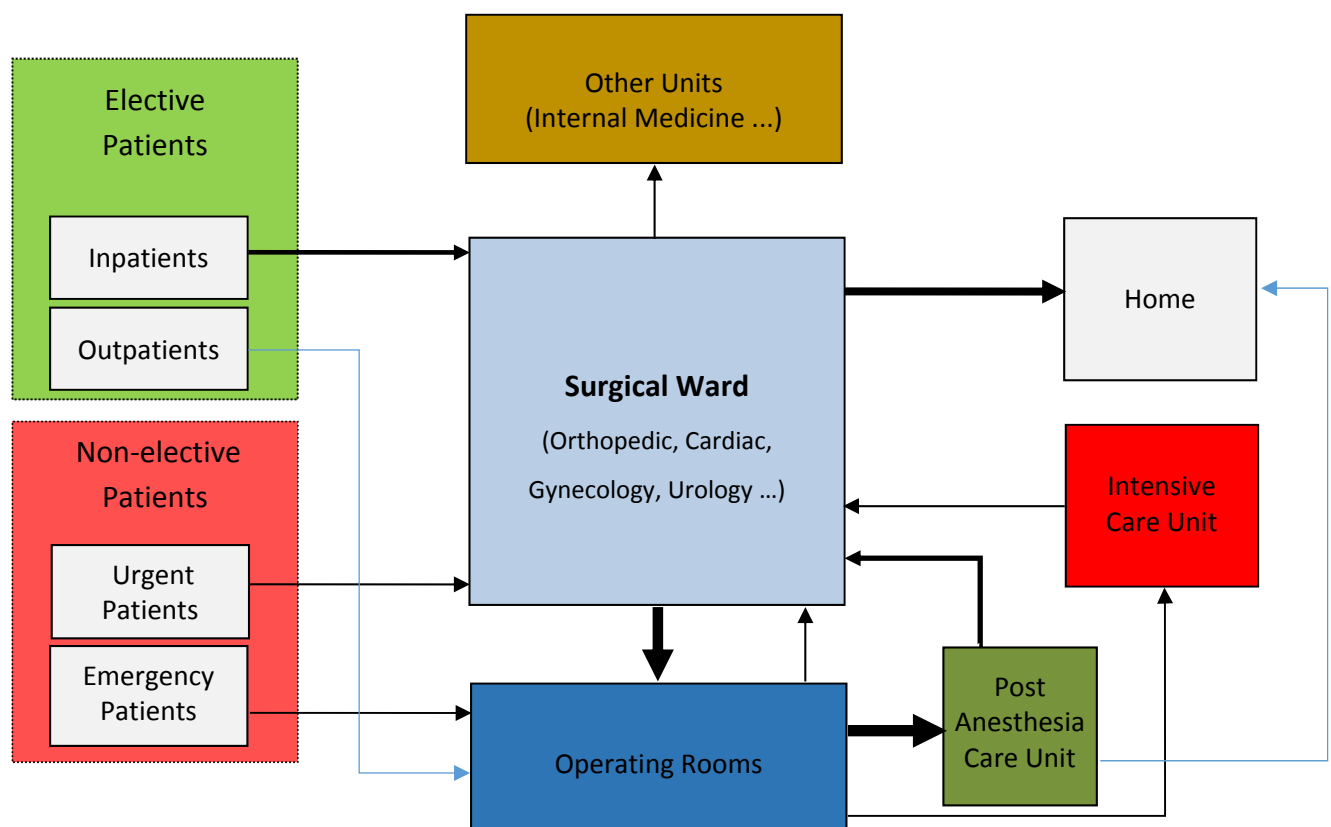 Elective
Patients
Inpatients
Outpatients
Non-elective
Patients
Urgent
Patients
Emergency
Patients
Other Units
(Internal Medicine ...)
Surgical Ward
(Orthopedic, Cardiac,
Gynecology, Urology …)
Operating Rooms
Home
Intensive
Care Unit
Post
Anesthesia
Care Unit